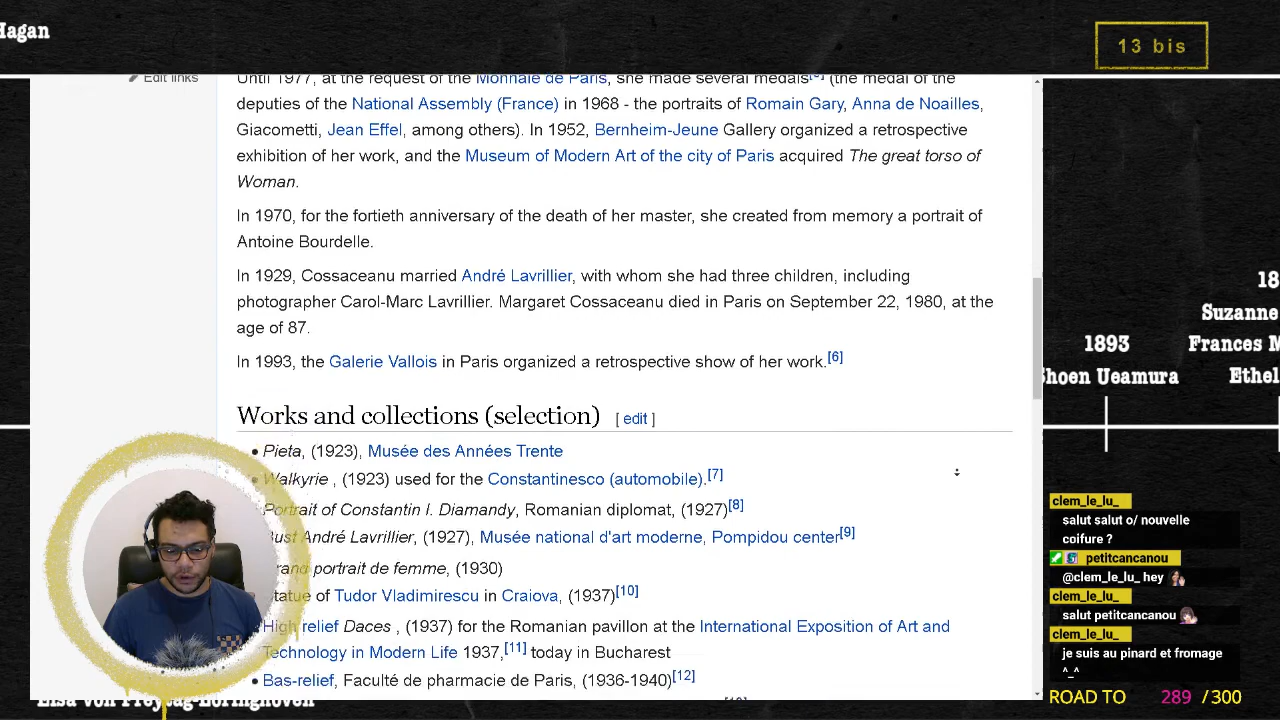 Hagan
13 bis
Edit links
Until 1977, at the request of the Monnaie de Paris, she made several medals (the medal of the
deputies of the National Assembly (France) in 1968 - the portraits of Romain Gary, Anna de Noailles,
Giacometti, Jean Effel, among others). In 1952, Bernheim-Jeune Gallery organized a retrospective
exhibition of her work, and the Museum of Modern Art of the city of Paris acquired The great torso of
Woman.
In 1970, for the fortieth anniversary of the death of her master, she created from memory a portrait of
Antoine Bourdelle.
In 1929, Cossaceanu married André Lavrillier, with whom she had three children, including
photographer Carol-Marc Lavrillier. Margaret Cossaceanu died in Paris on September 22, 1980, at the
age of 87.
In 1993, the Galerie Vallois in Paris organized a retrospective show of her work.[6]
Works and collections (selection) [ edit ]
Pieta, (1923), Musée des Années Trente
Walkyrie , (1923) used for the Constantinesco (automobile).[7]
Portrait of Constantin I. Diamandy, Romanian diplomat, (1927)[8]
Bust André Lavrillier, (1927), Musée national d'art moderne, Pompidou center[9]
Grand portrait de femme, (1930)
Statue of Tudor Vladimirescu in Craiova, (1937)[10]
High relief Daces , (1937) for the Romanian pavillon at the International Exposition of Art and
Technology in Modern Life 1937,[11] today in Bucharest
Bas-relief, Faculté de pharmacie de Paris, (1936-1940)[12]
18
Suzanne
1893
Frances M
Shoen Ueamura
Ethel
clem_le_lu_
salut salut o/ nouvelle
coifure ?
petitcancanou
@clem_le_lu_ hey
clem_le_lu_
salut petitcancanou
clem_le_lu_
je suis au pinard et fromage
^_^
ROAD TO 289 / 300
Elsa von Freytag-Loringhoven